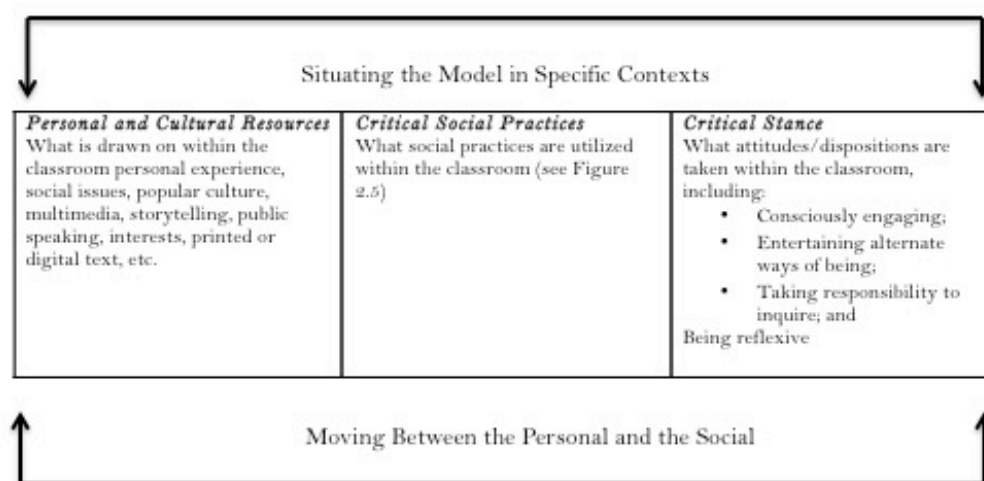 Situating the Model in Specific Contexts
Personal and Cultural Resources
What is drawn on within the
classroom personal experience,
social issues, popular culture,
multimedia, storytelling, public
speaking, interests, printed or
digital text, etc.
Critical Social Practices
What social practices are utilized
within the classroom (see Figure
2.5)
Critical Stance
What attitudes/dispositions are
taken within the classroom,
including:
• Consciously engaging;
• Entertaining alternate
ways of being;
• Taking responsibility to
inquire; and
Being reflexive
Moving Between the Personal and the Social